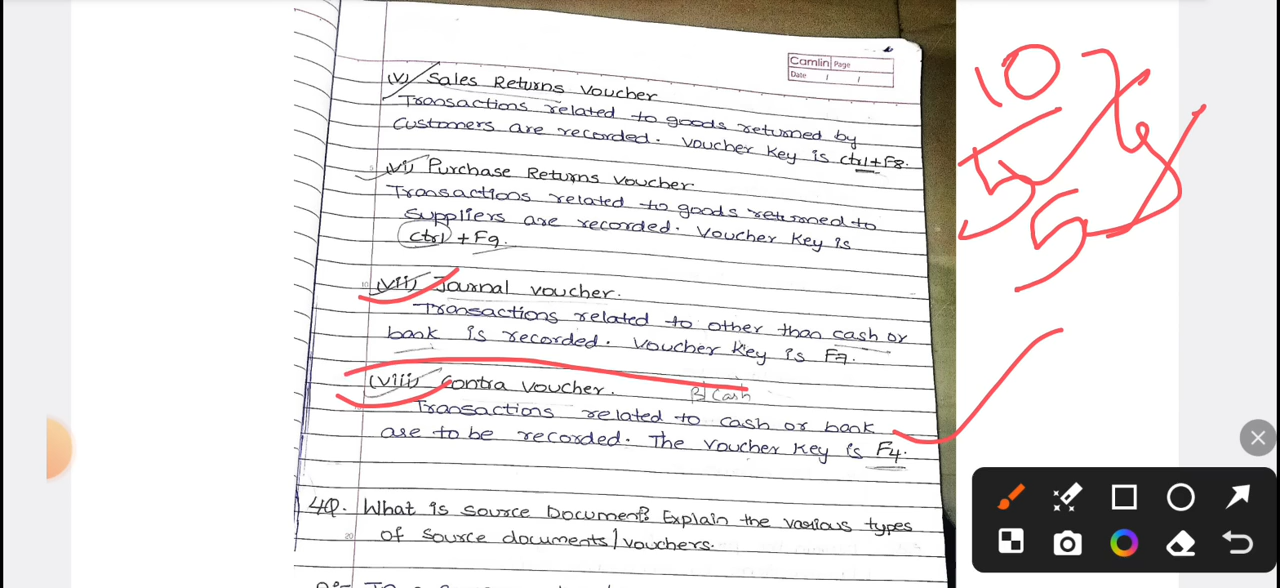 Camlin Page
Date / /
(v) Sales Returns Voucher
Transactions related to goods returned by
Customers are recorded. Voucher Key is ctrl+F8.
(vi) Purchase Returns Voucher
Transactions related to goods returned to
Suppliers are recorded. Voucher Key is
ctrl + F9.
(vii) Journal Voucher.
Transactions related to other than cash or
bank is recorded. Voucher Key is F7.
(viii) Contra Voucher.
B/Cash
Transactions related to cash or bank
are to be recorded. The Voucher Key is F4.
4Q. What is Source Document? Explain the various types
of Source documents/vouchers.
10
5
5